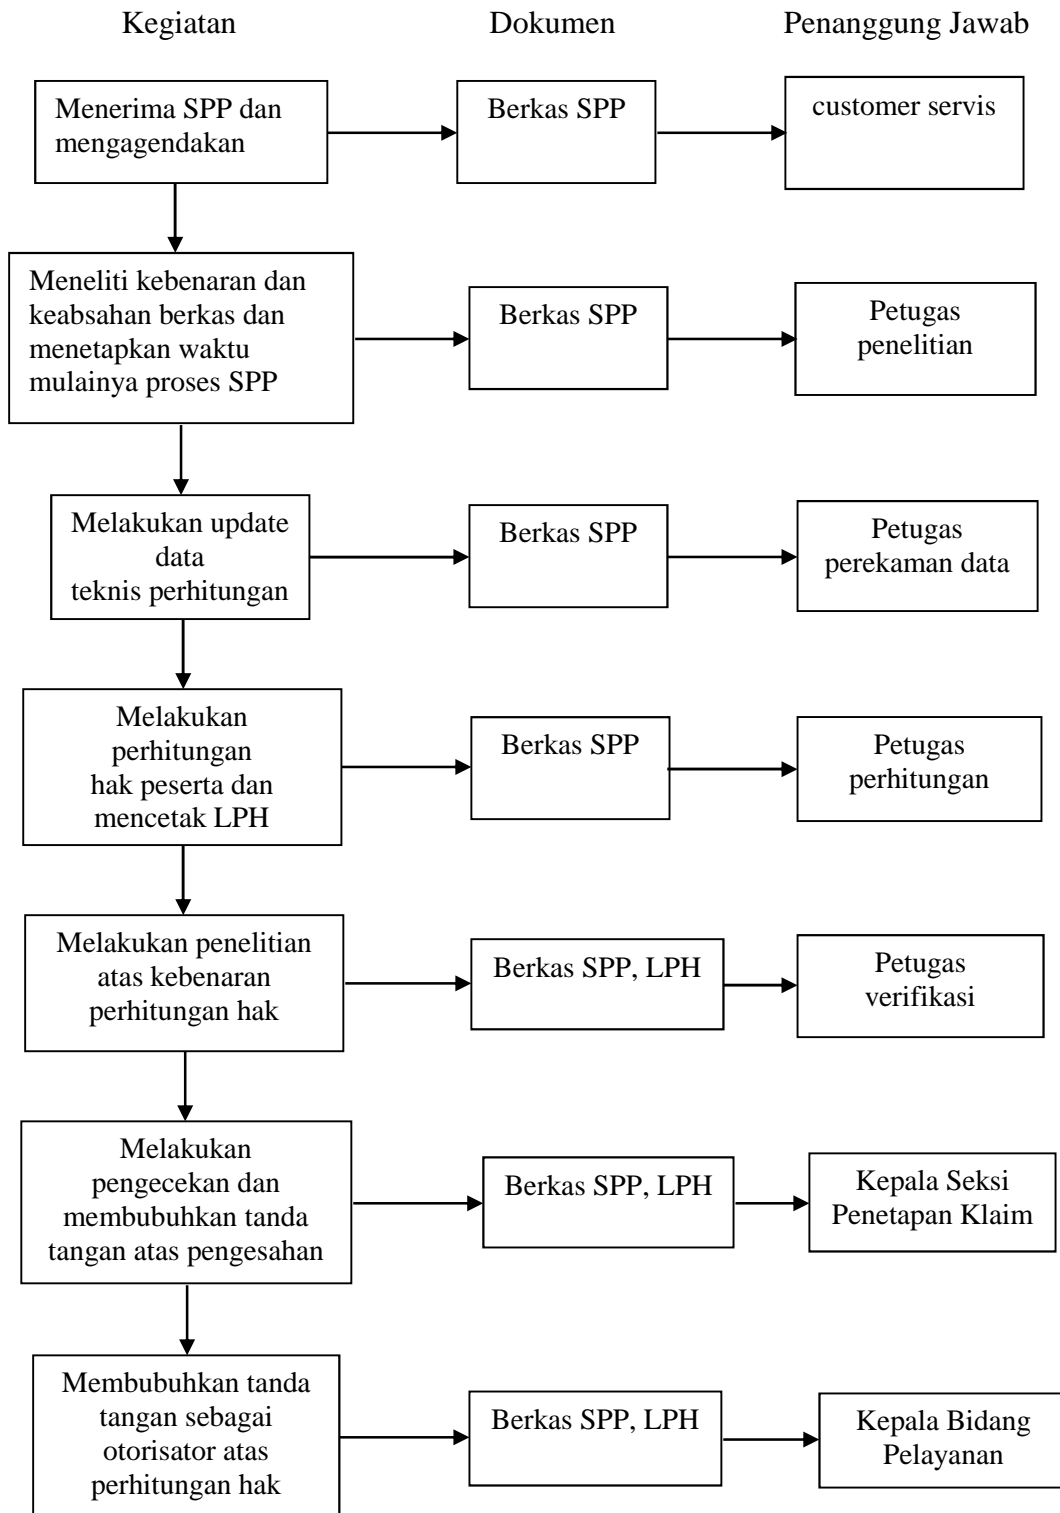 Kegiatan
Dokumen
Penanggung Jawab
Menerima SPP dan
mengagendakan
Berkas SPP
customer servis
Meneliti kebenaran dan
keabsahan berkas dan
menetapkan waktu
mulainya proses SPP
Berkas SPP
Petugas
penelitian
Melakukan update
data
teknis perhitungan
Berkas SPP
Petugas
perekaman data
Melakukan
perhitungan
hak peserta dan
mencetak LPH
Berkas SPP
Petugas
perhitungan
Melakukan penelitian
atas kebenaran
perhitungan hak
Berkas SPP, LPH
Petugas
verifikasi
Melakukan
pengecekan dan
membubuhkan tanda
tangan atas pengesahan
Berkas SPP, LPH
Kepala Seksi
Penetapan Klaim
Membubuhkan tanda
tangan sebagai
otorisator atas
perhitungan hak
Berkas SPP, LPH
Kepala Bidang
Pelayanan